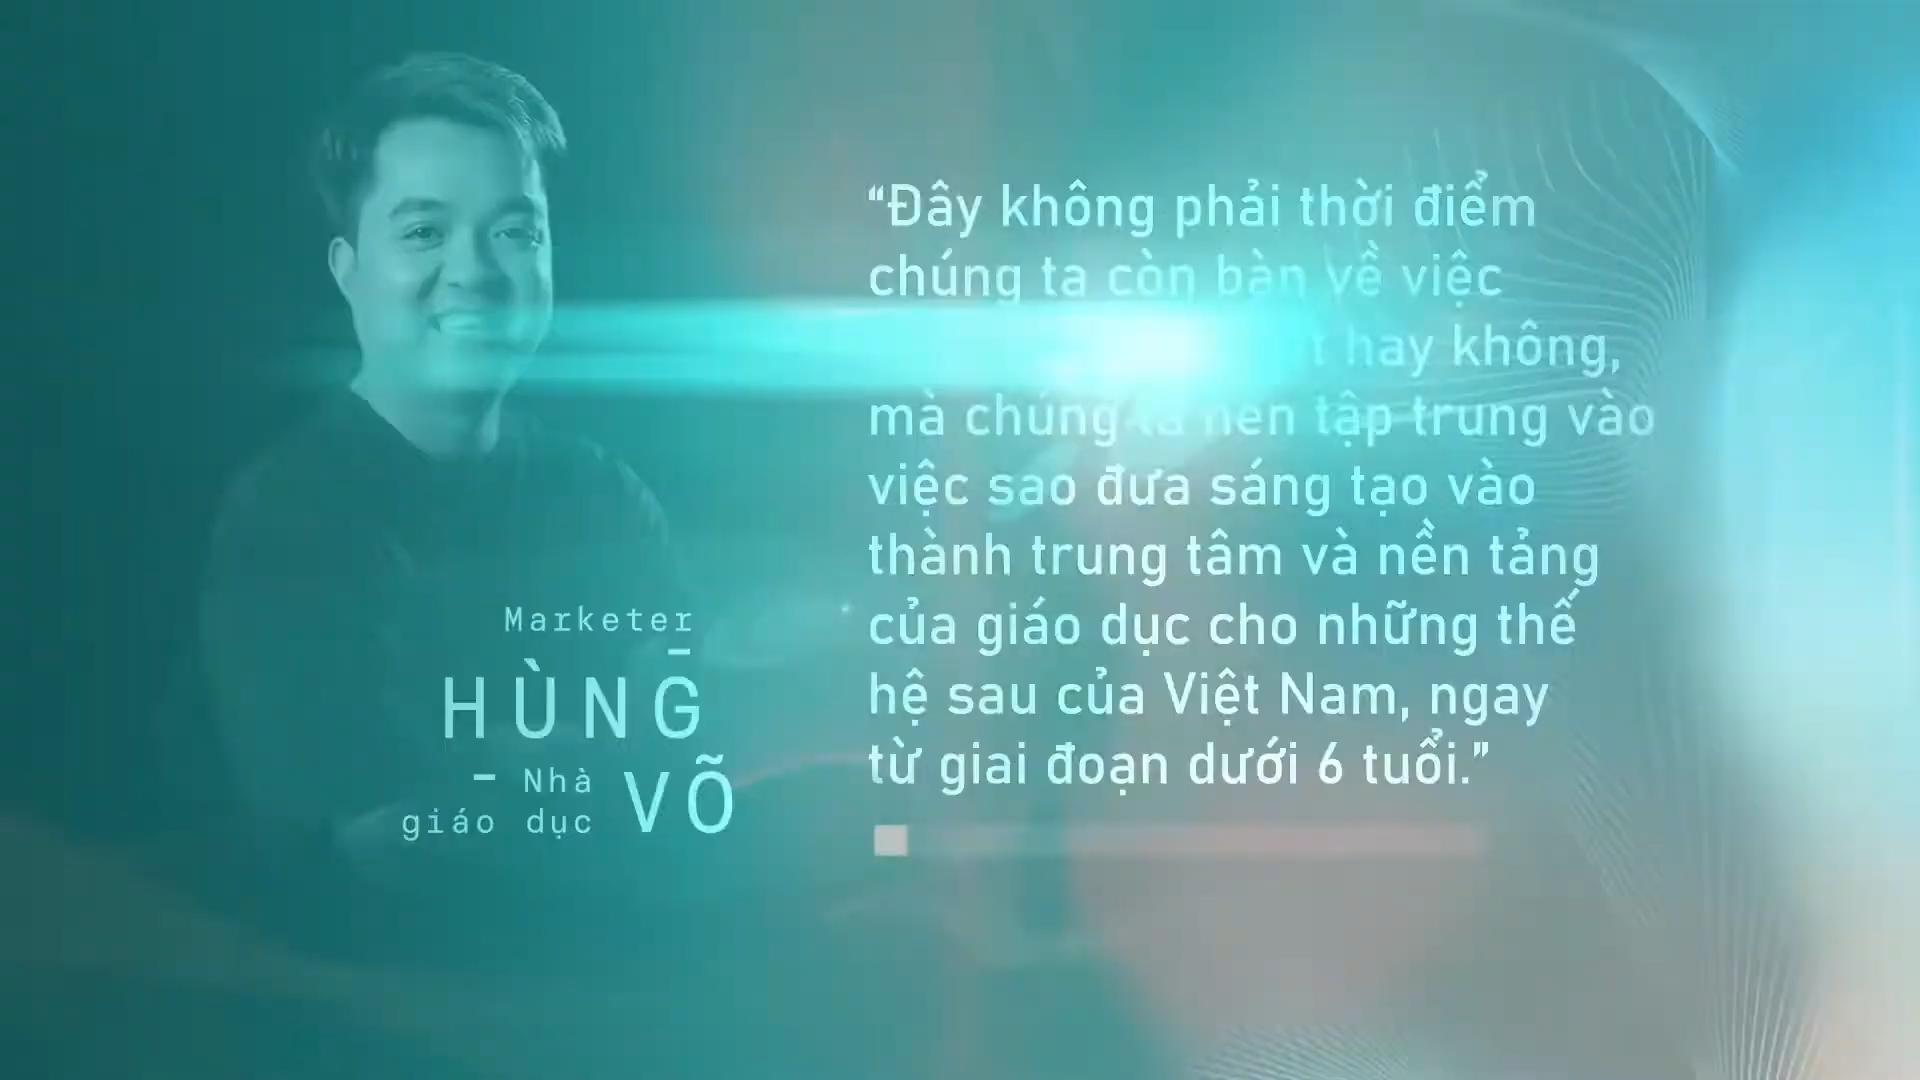 Marketer
–
HÙNG
– Nhà
giáo dục
VÕ
“Đây không phải thời điểm
chúng ta còn bàn về việc
hay không,
mà chúng ta nên tập trung vào
việc sao đưa sáng tạo vào
thành trung tâm và nền tảng
của giáo dục cho những thế
hệ sau của Việt Nam, ngay
từ giai đoạn dưới 6 tuổi.”